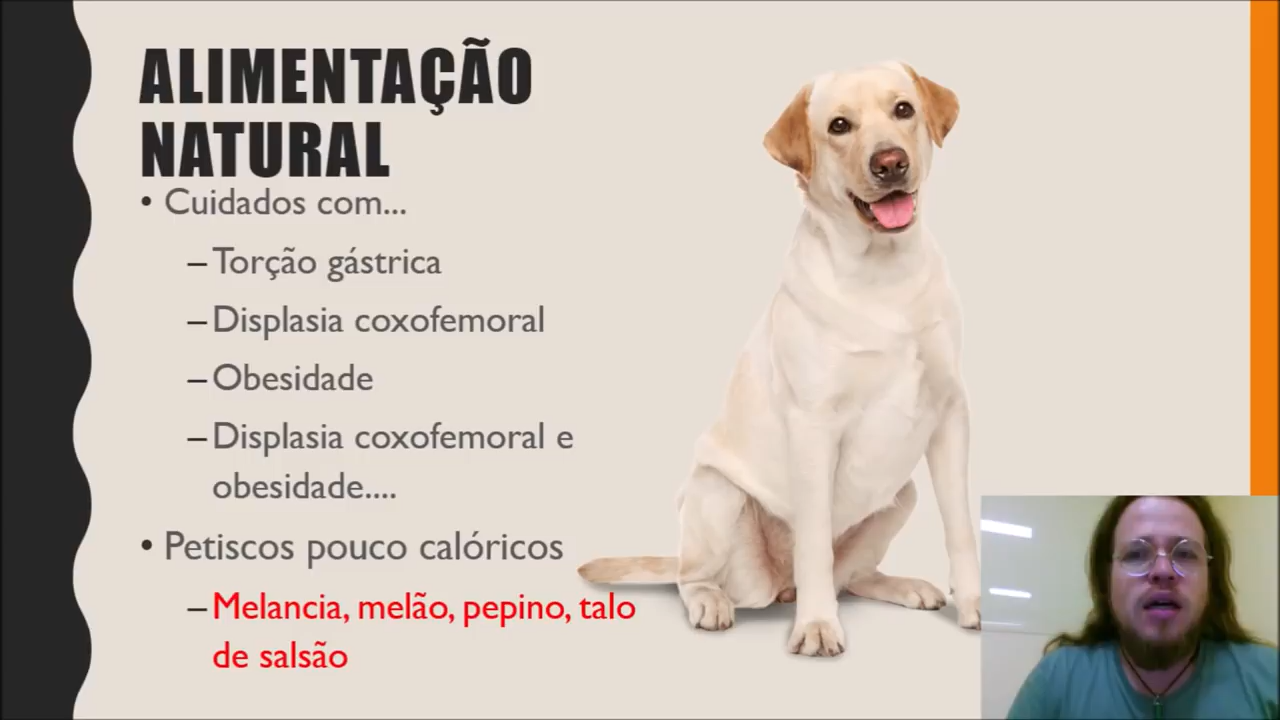 ALIMENTAÇÃO
NATURAL
• Cuidados com...
– Torção gástrica
– Displasia coxofemoral
– Obesidade
– Displasia coxofemoral e
obesidade....
• Petiscos pouco calóricos
– Melancia, melão, pepino, talo
de salsão